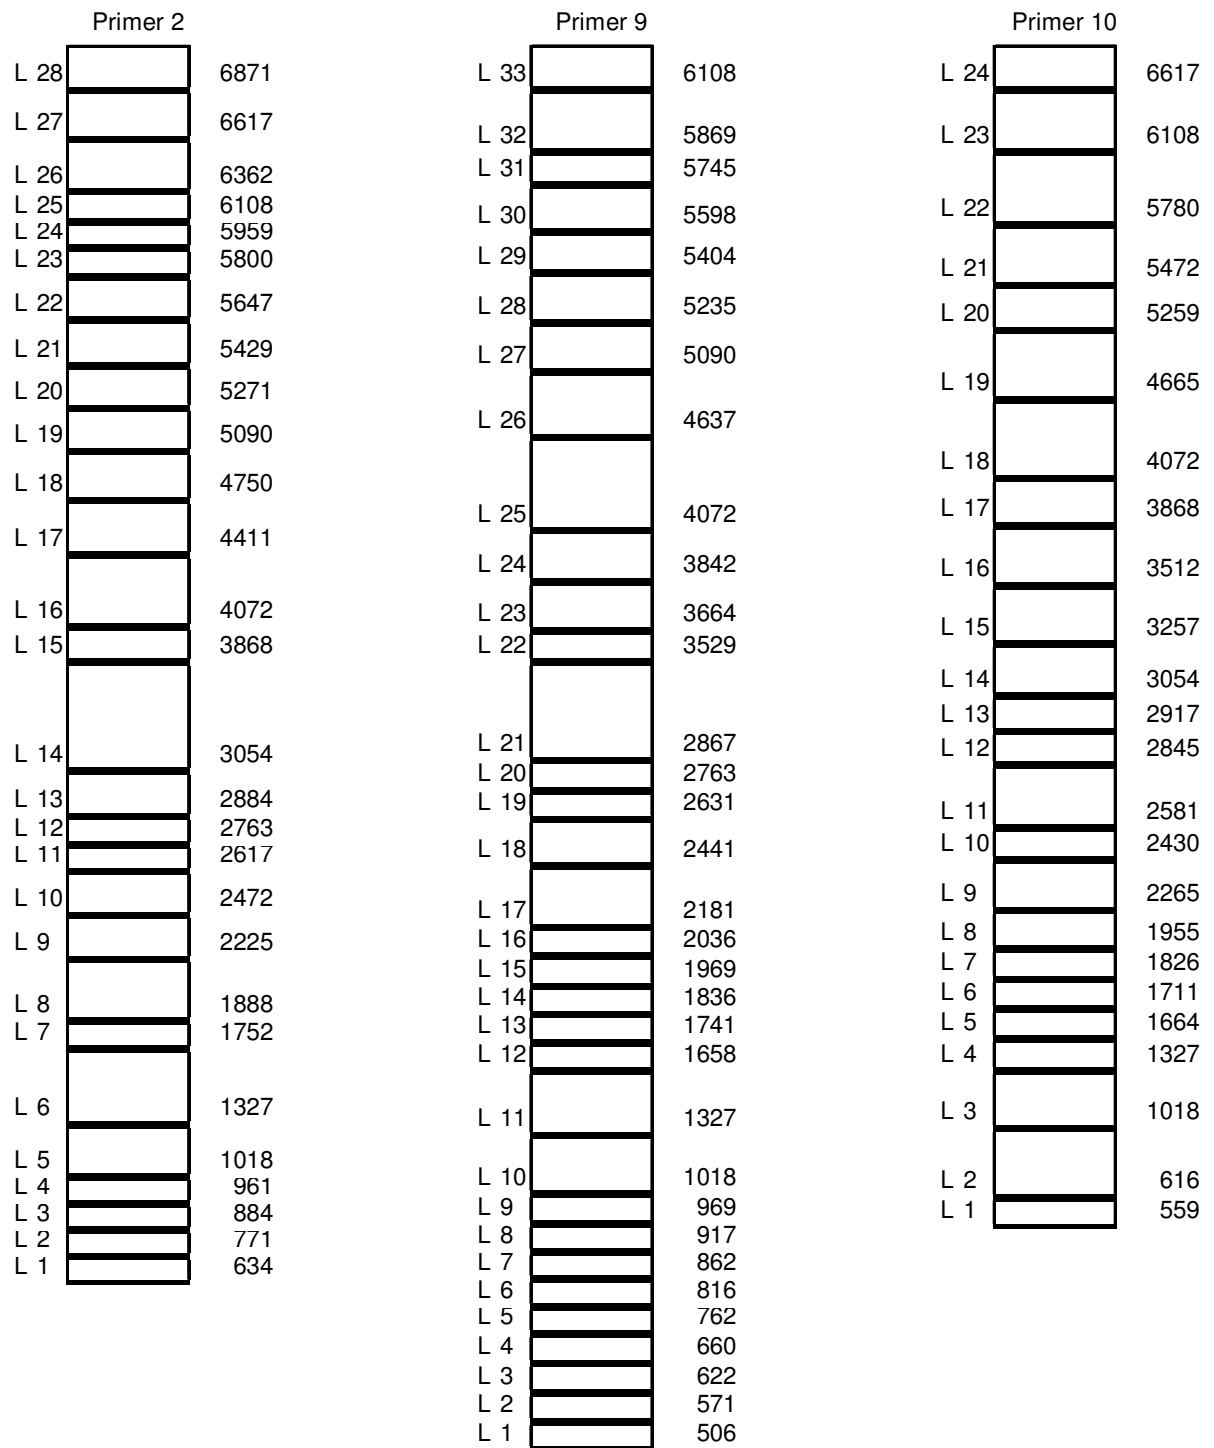 Primer 2
L 28 6871
L 27 6617
L 26 6362
L 25 6108
L 24 5959
L 23 5800
L 22 5647
L 21 5429
L 20 5271
L 19 5090
L 18 4750
L 17 4411
L 16 4072
L 15 3868
L 14 3054
L 13 2884
L 12 2763
L 11 2617
L 10 2472
L 9 2225
L 8 1888
L 7 1752
L 6 1327
L 5 1018
L 4 961
L 3 884
L 2 771
L 1 634
Primer 9
L 33 6108
L 32 5869
L 31 5745
L 30 5598
L 29 5404
L 28 5235
L 27 5090
L 26 4637
L 25 4072
L 24 3842
L 23 3664
L 22 3529
L 21 2867
L 20 2763
L 19 2631
L 18 2441
L 17 2181
L 16 2036
L 15 1969
L 14 1836
L 13 1741
L 12 1658
L 11 1327
L 10 1018
L 9 969
L 8 917
L 7 862
L 6 816
L 5 762
L 4 660
L 3 622
L 2 571
L 1 506
Primer 10
L 24 6617
L 23 6108
L 22 5780
L 21 5472
L 20 5259
L 19 4665
L 18 4072
L 17 3868
L 16 3512
L 15 3257
L 14 3054
L 13 2917
L 12 2845
L 11 2581
L 10 2430
L 9 2265
L 8 1955
L 7 1826
L 6 1711
L 5 1664
L 4 1327
L 3 1018
L 2 616
L 1 559